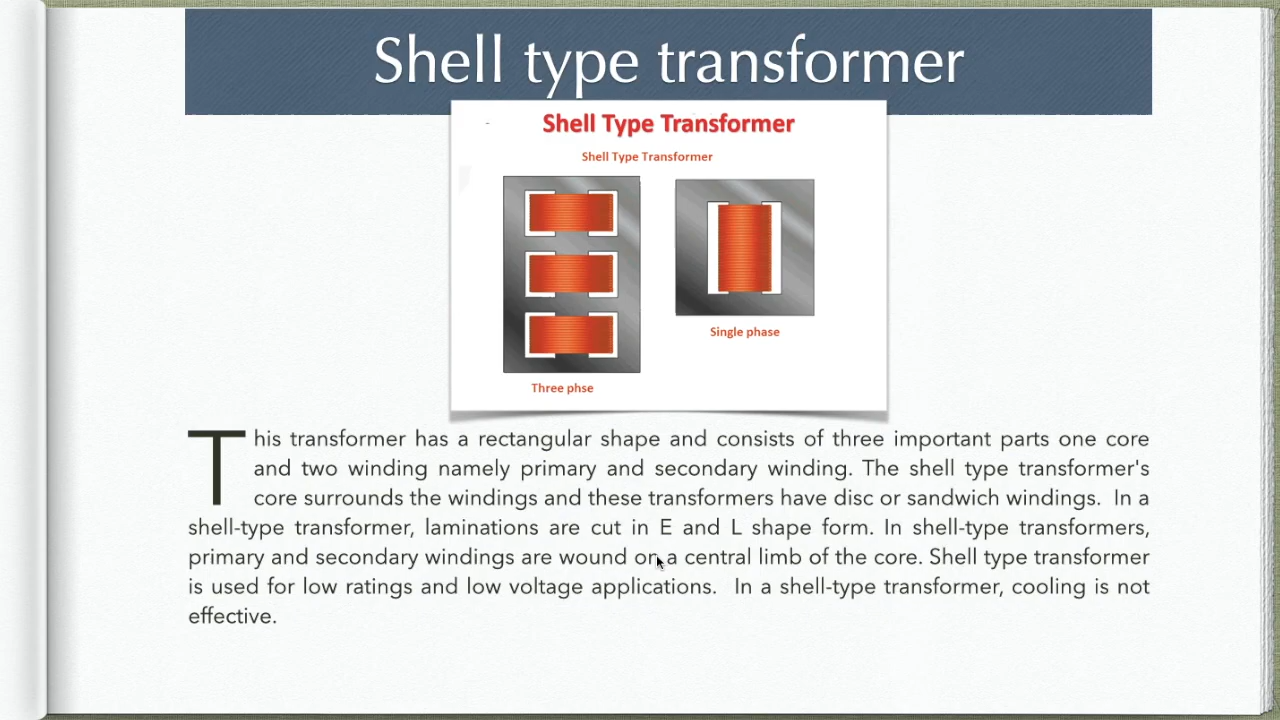 Shell type transformer
Shell Type Transformer
Shell Type Transformer
Single phase
Three phse
This transformer has a rectangular shape and consists of three important parts one core
and two winding namely primary and secondary winding. The shell type transformer's
core surrounds the windings and these transformers have disc or sandwich windings.  In a
shell-type transformer, laminations are cut in E and L shape form. In shell-type transformers,
primary and secondary windings are wound on a central limb of the core. Shell type transformer
is used for low ratings and low voltage applications.  In a shell-type transformer, cooling is not
effective.